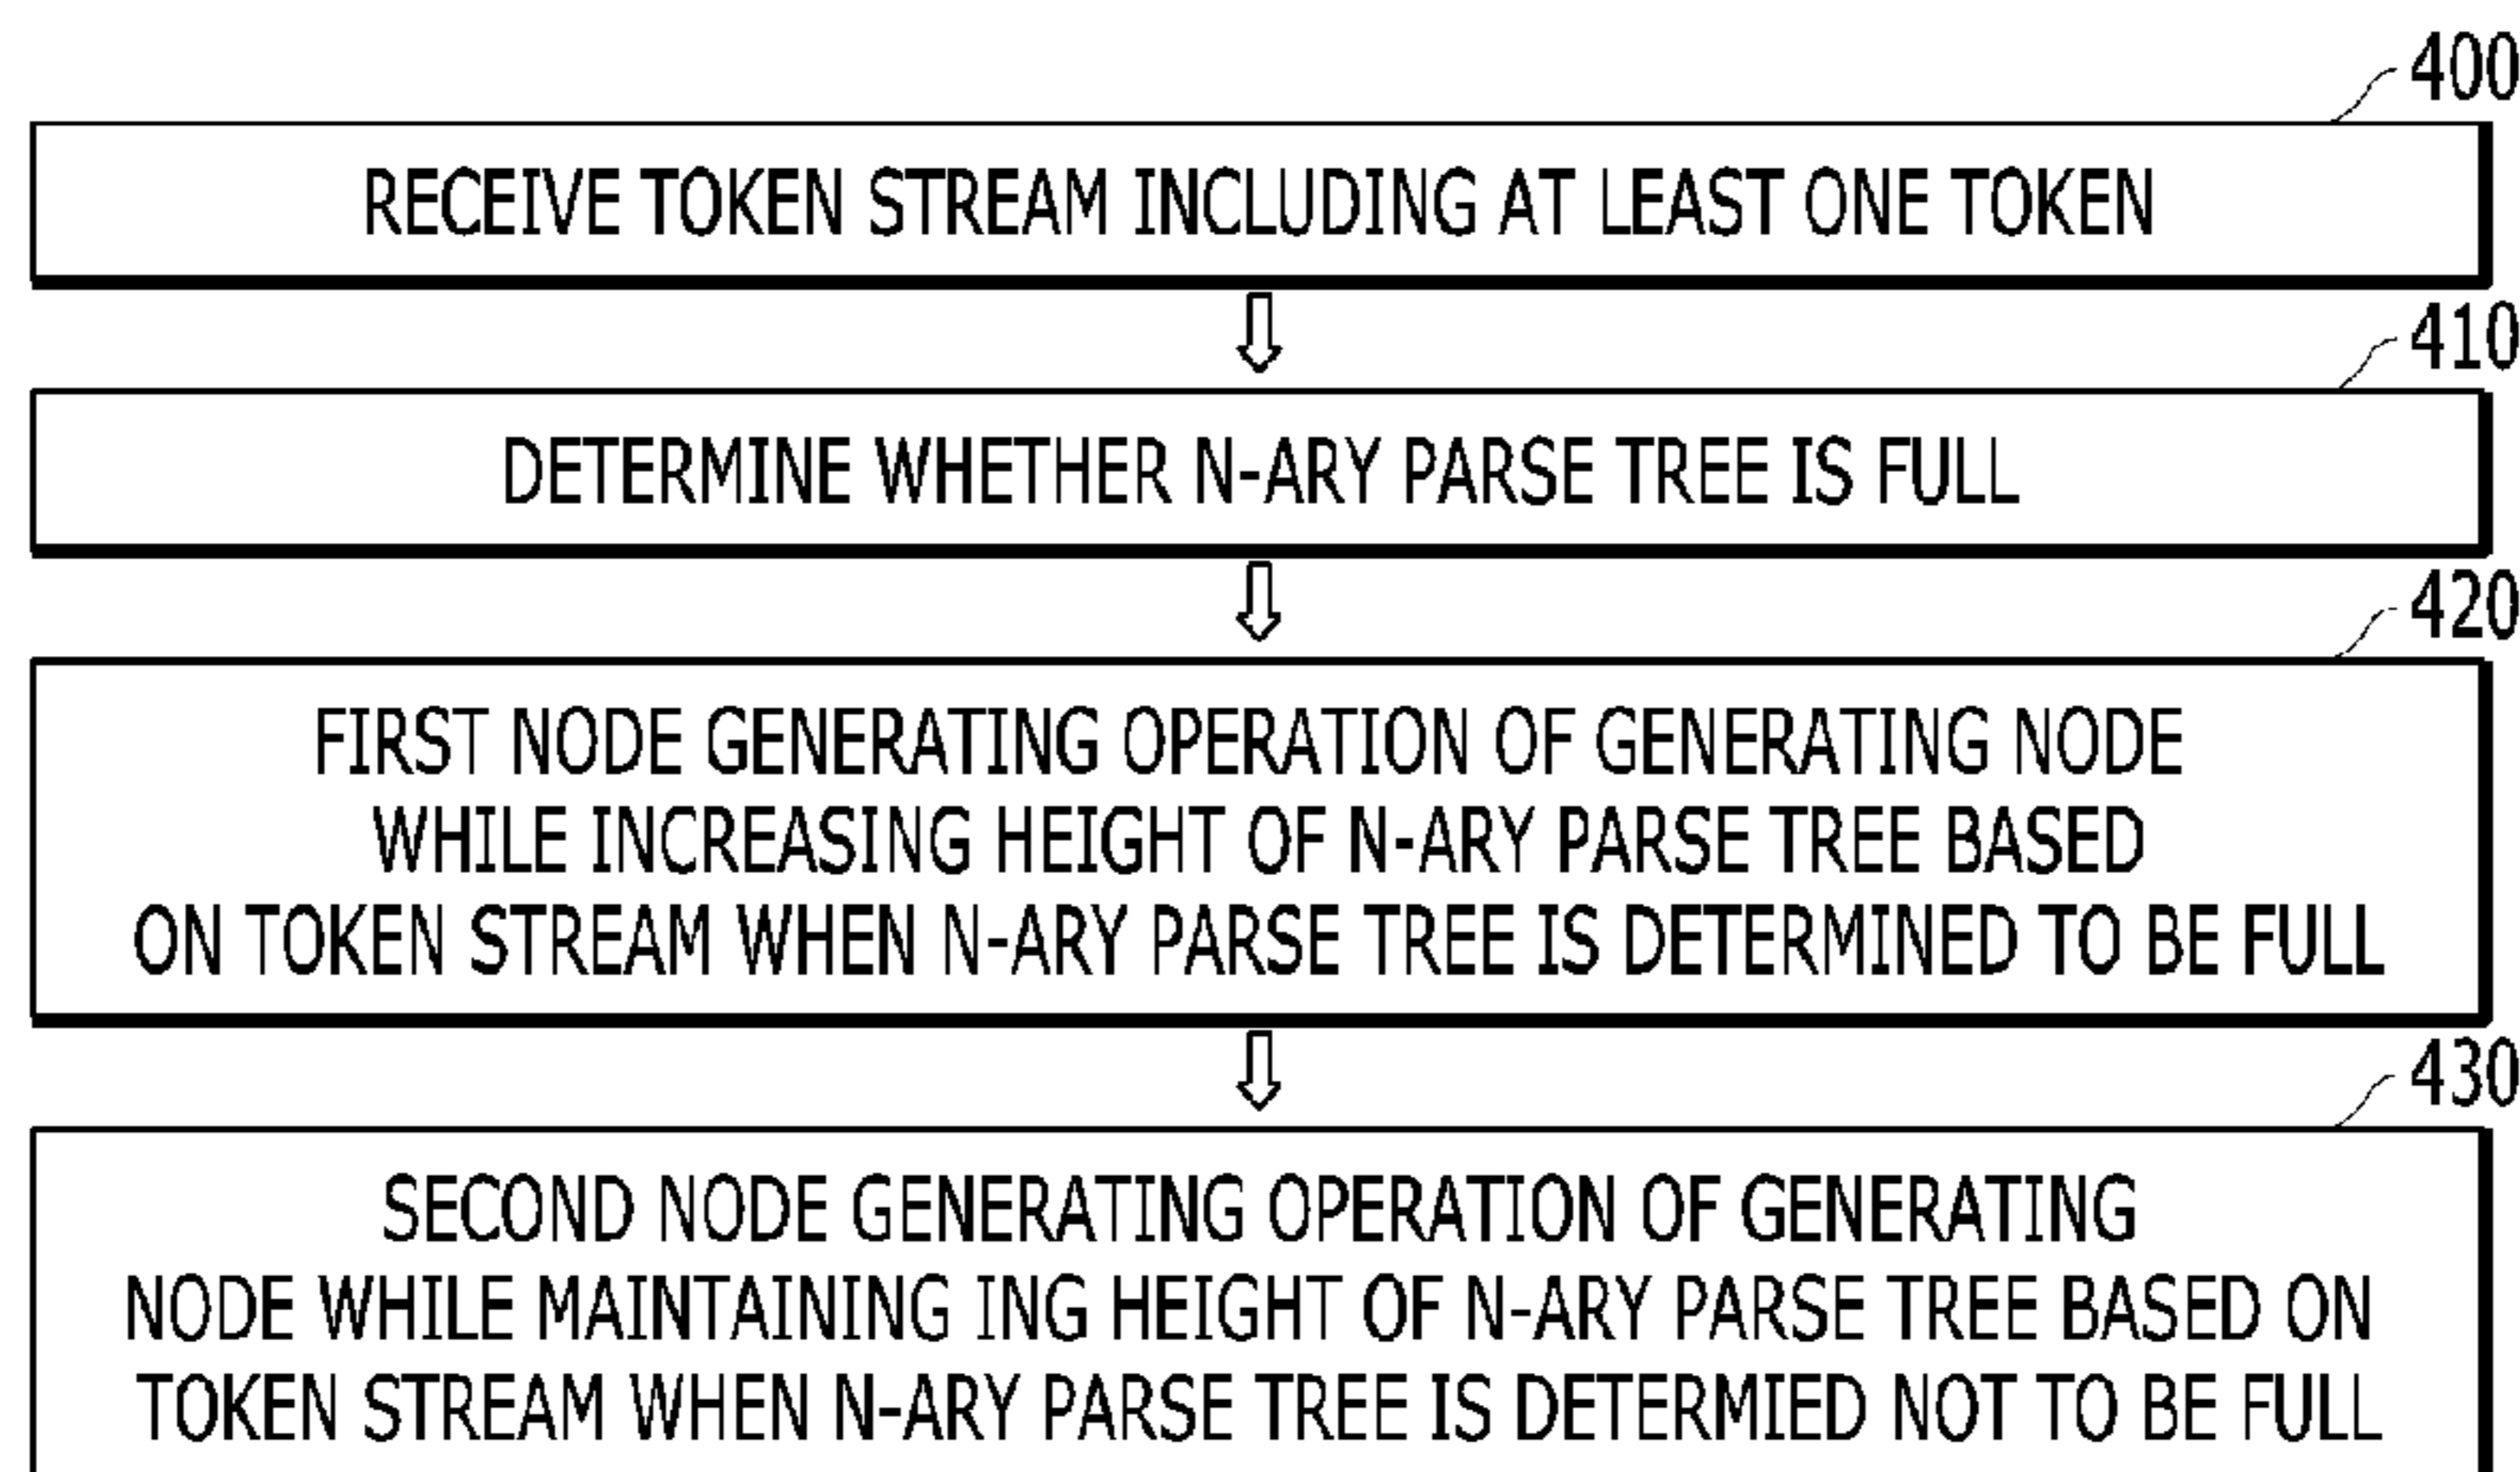 400
RECEIVE TOKEN STREAM INCLUDING AT LEAST ONE TOKEN
410
DETERMINE WHETHER N-ARY PARSE TREE IS FULL
420
FIRST NODE GENERATING OPERATION OF GENERATING NODE
WHILE INCREASING HEIGHT OF N-ARY PARSE TREE BASED
ON TOKEN STREAM WHEN N-ARY PARSE TREE IS DETERMINED TO BE FULL
430
SECOND NODE GENERATING OPERATION OF GENERATING
NODE WHILE MAINTAINING ING HEIGHT OF N-ARY PARSE TREE BASED ON
TOKEN STREAM WHEN N-ARY PARSE TREE IS DETERMIED NOT TO BE FULL